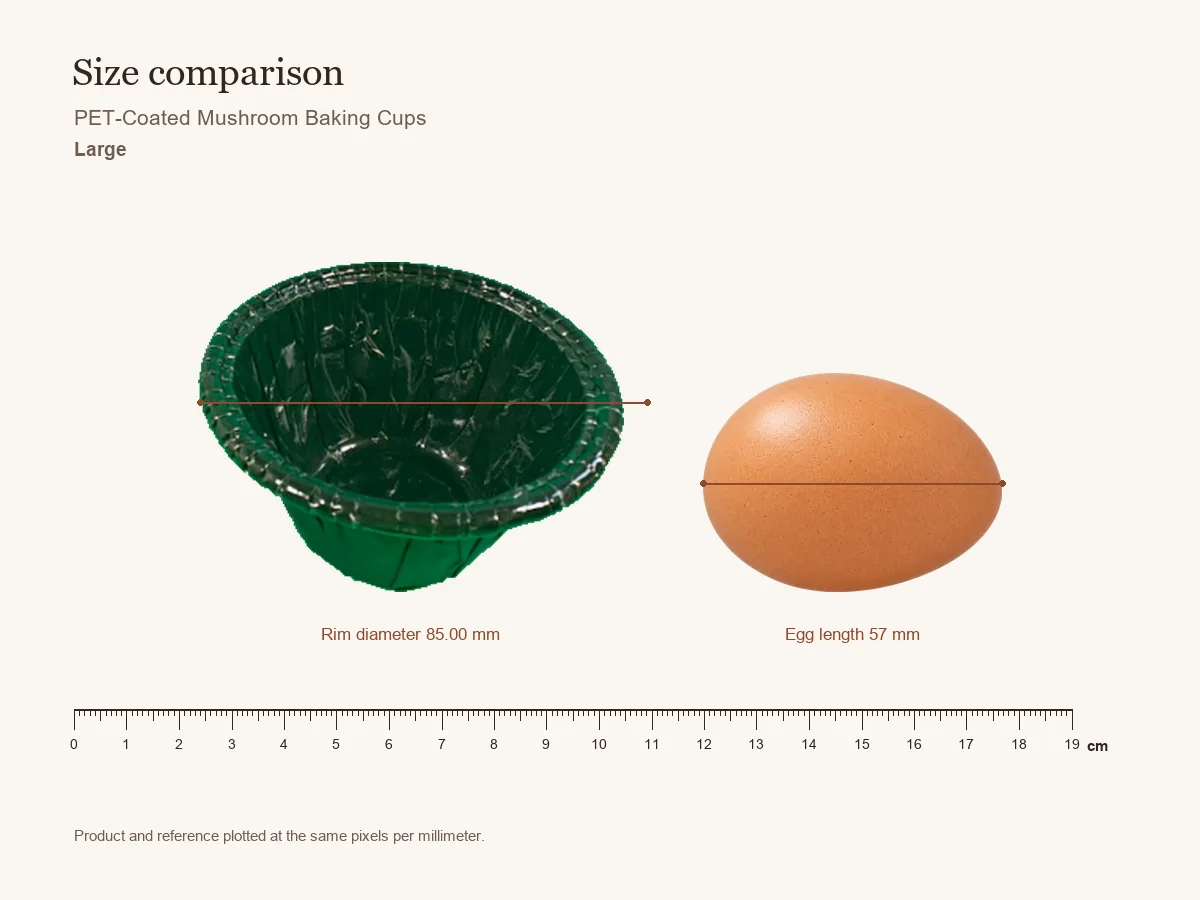 Size comparison
PET-Coated Mushroom Baking Cups
Large
Rim diameter 85.00 mm
Egg length 57 mm
0 1 2 3 4 5 6 7 8 9 10 11 12 13 14 15 16 17 18 19 cm
Product and reference plotted at the same pixels per millimeter.